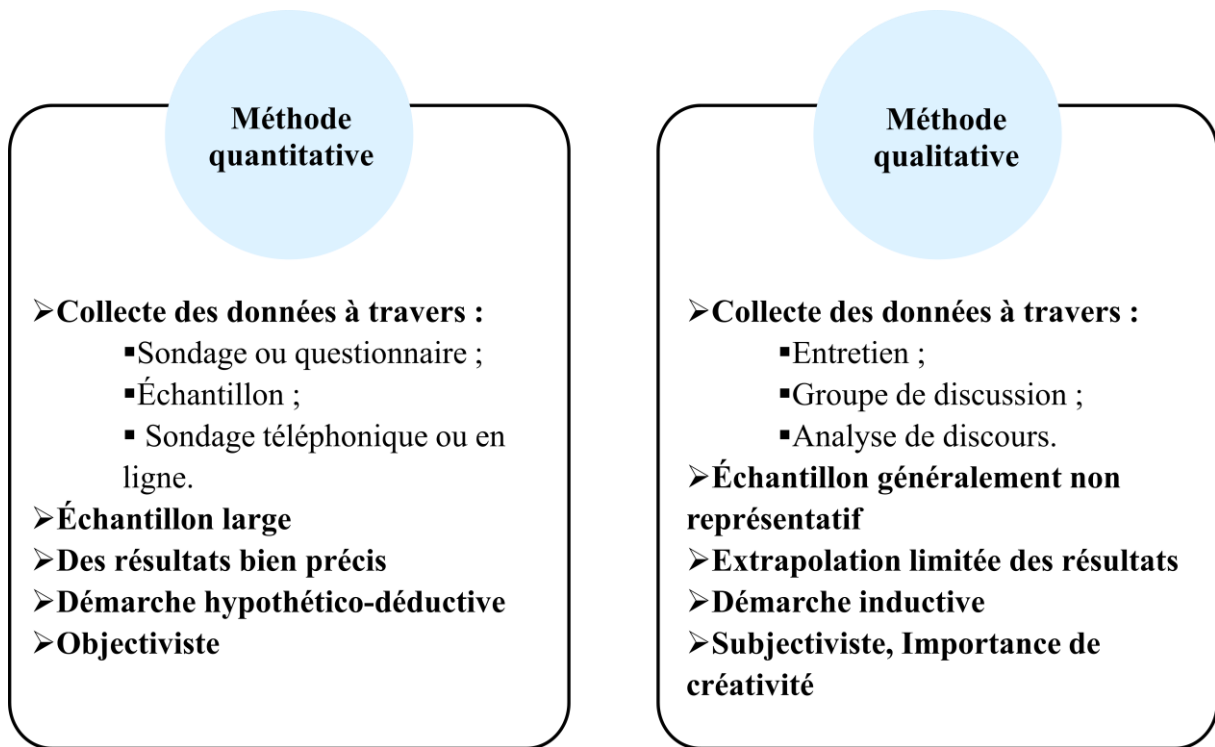 Méthode
quantitative
➢Collecte des données à travers :
▪Sondage ou questionnaire ;
▪Échantillon ;
▪ Sondage téléphonique ou en
ligne.
➢Échantillon large
➢Des résultats bien précis
➢Démarche hypothético-déductive
➢Objectiviste
Méthode
qualitative
➢Collecte des données à travers :
▪Entretien ;
▪Groupe de discussion ;
▪Analyse de discours.
➢Échantillon généralement non
représentatif
➢Extrapolation limitée des résultats
➢Démarche inductive
➢Subjectiviste, Importance de
créativité